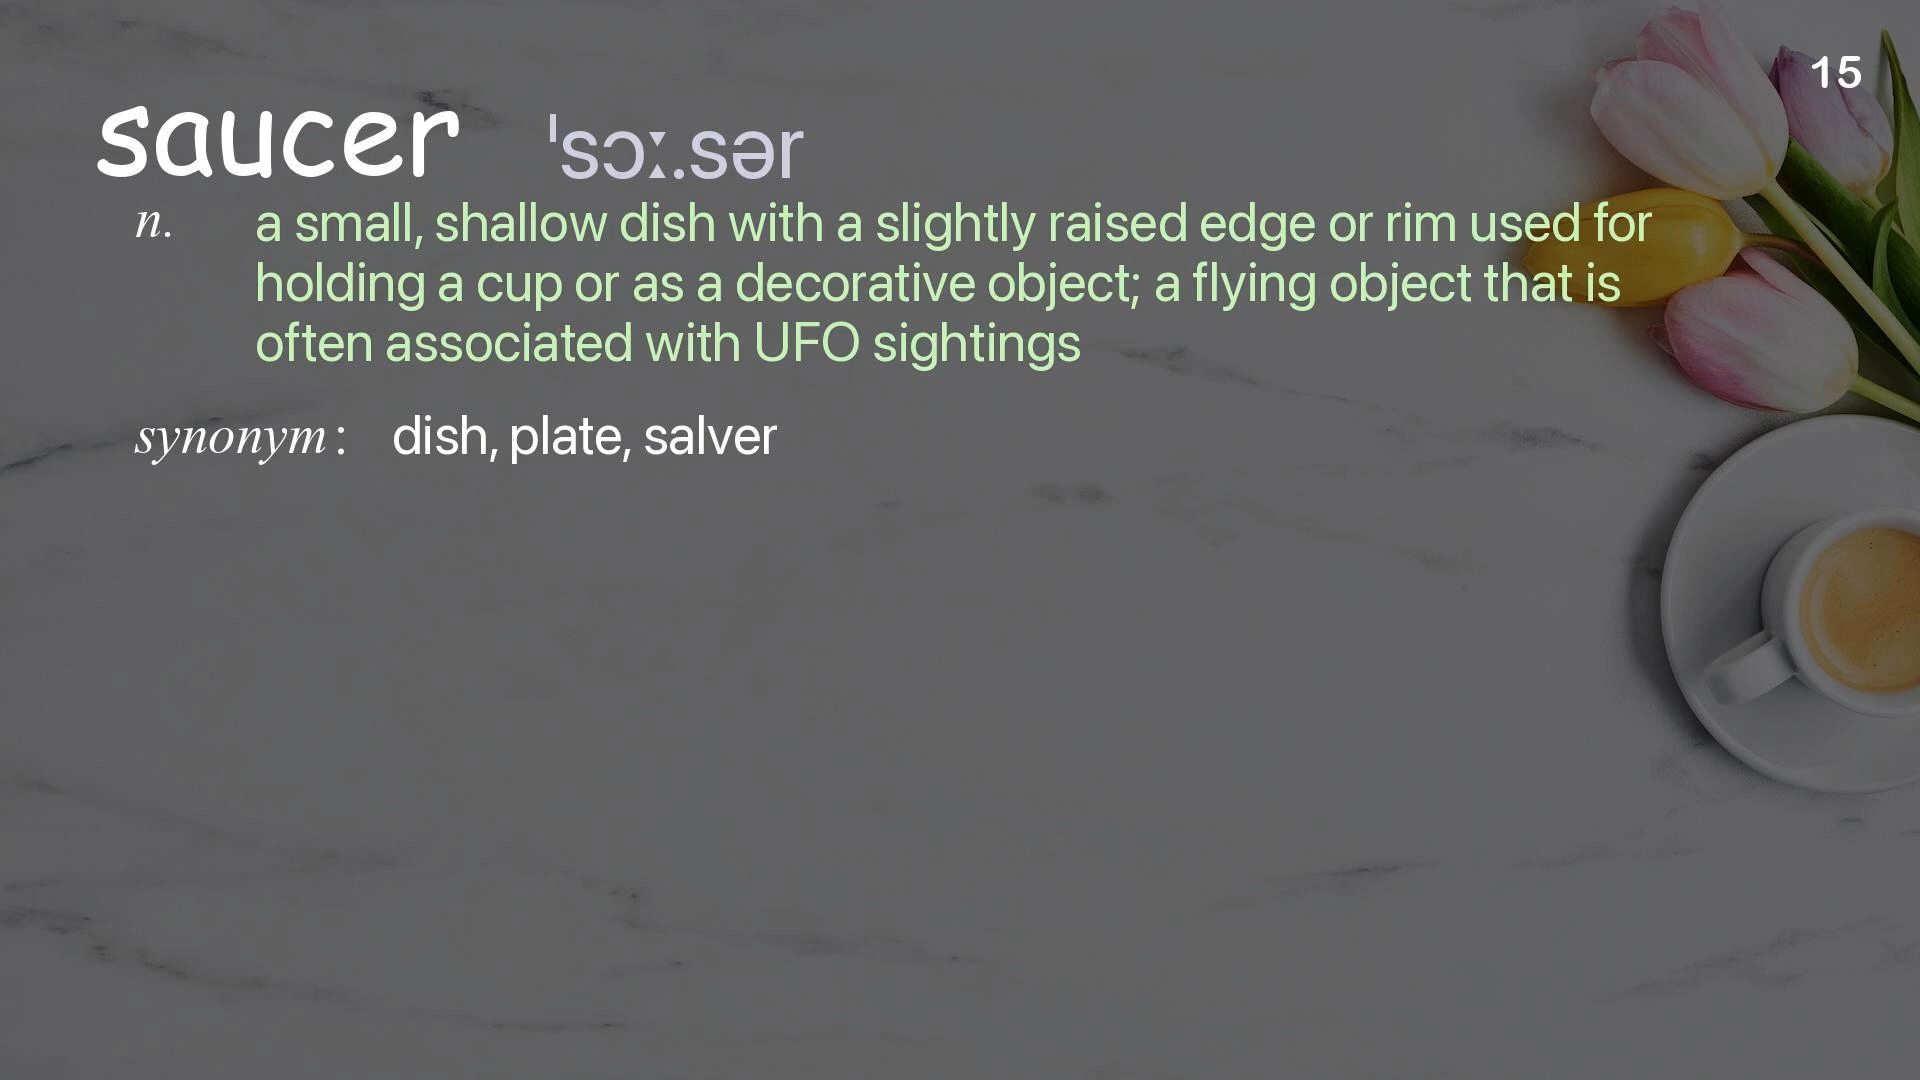 15
saucer ˈsɔː.sər
n. a small, shallow dish with a slightly raised edge or rim used for
holding a cup or as a decorative object; a flying object that is
often associated with UFO sightings
synonym: dish, plate, salver